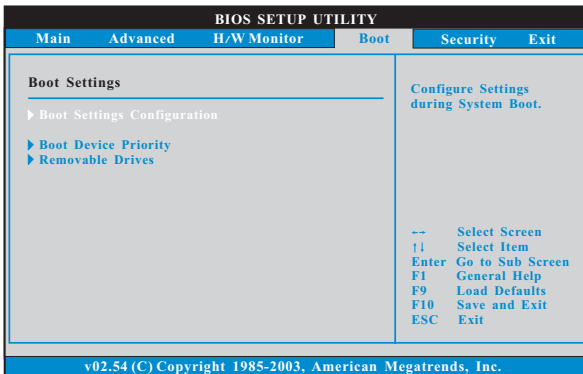 BIOS SETUP UTILITY
Main Advanced H/W Monitor Boot Security Exit
Boot Settings
Boot Settings Configuration
Boot Device Priority
Removable Drives
Configure Settings
during System Boot.
←→ Select Screen
↑↓ Select Item
Enter Go to Sub Screen
F1 General Help
F9 Load Defaults
F10 Save and Exit
ESC Exit
v02.54 (C) Copyright 1985-2003, American Megatrends, Inc.